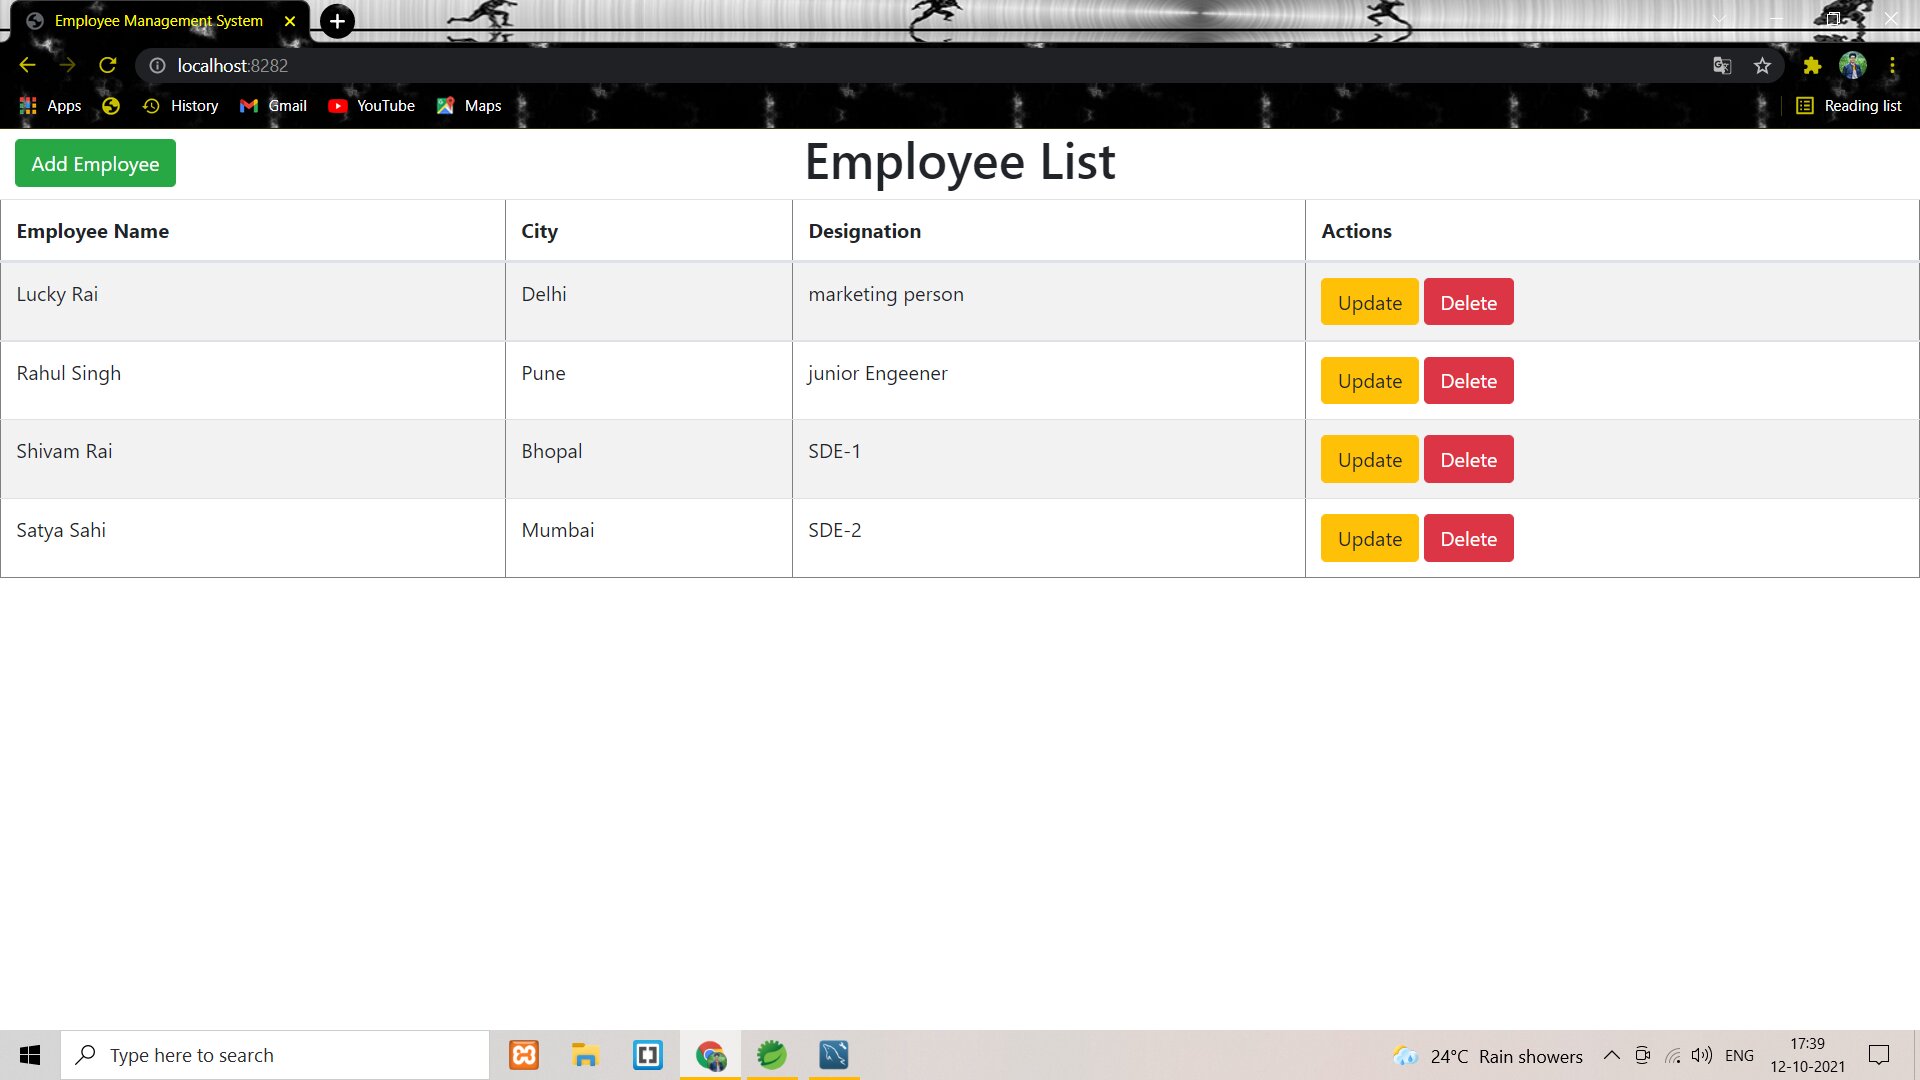 Employee Management System
localhost:8282
Apps History Gmail YouTube Maps Reading list
Add Employee Employee List
Employee Name City Designation Actions
Lucky Rai Delhi marketing person Update Delete
Rahul Singh Pune junior Engeener Update Delete
Shivam Rai Bhopal SDE-1 Update Delete
Satya Sahi Mumbai SDE-2 Update Delete
Type here to search 24°C Rain showers ENG 17:39
12-10-2021